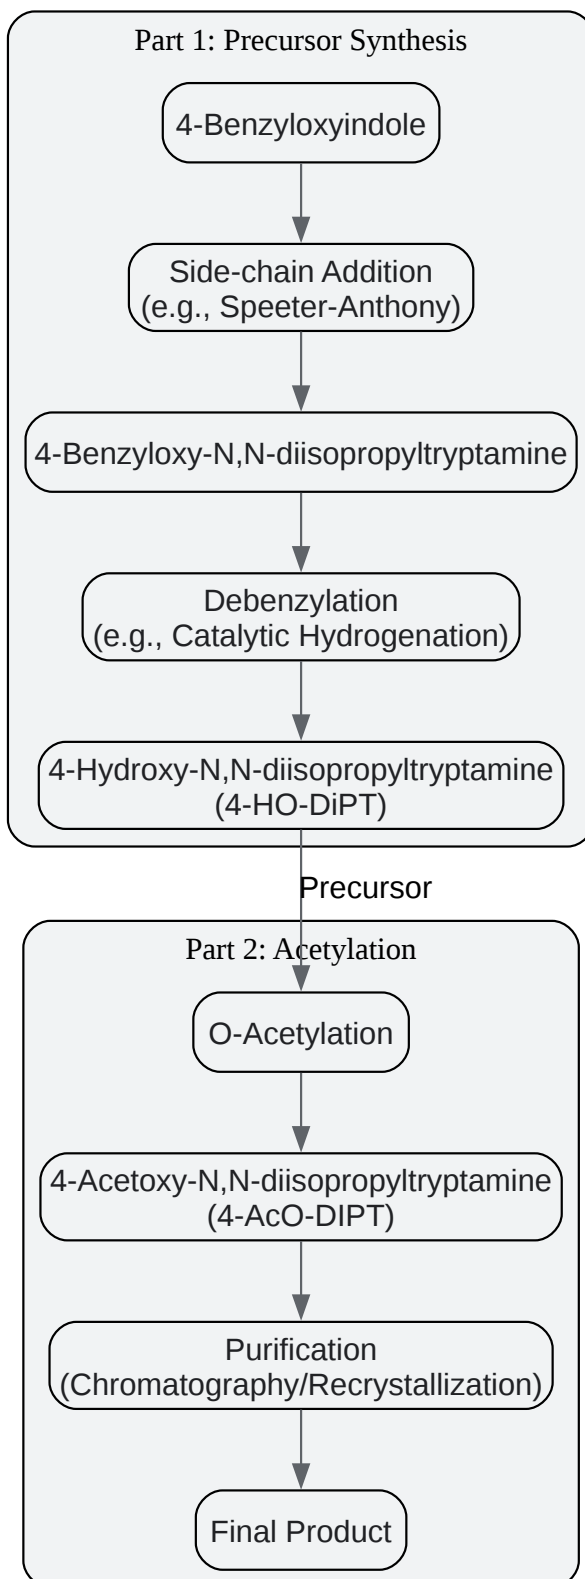 Part 1: Precursor Synthesis
4-Benzyloxyindole
Side-chain Addition
(e.g., Speeter-Anthony)
4-Benzyloxy-N,N-diisopropyltryptamine
Debenzylation
(e.g., Catalytic Hydrogenation)
4-Hydroxy-N,N-diisopropyltryptamine
(4-HO-DiPT)
Precursor
Part 2: Acetylation
O-Acetylation
4-Acetoxy-N,N-diisopropyltryptamine
(4-AcO-DIPT)
Purification
(Chromatography/Recrystallization)
Final Product